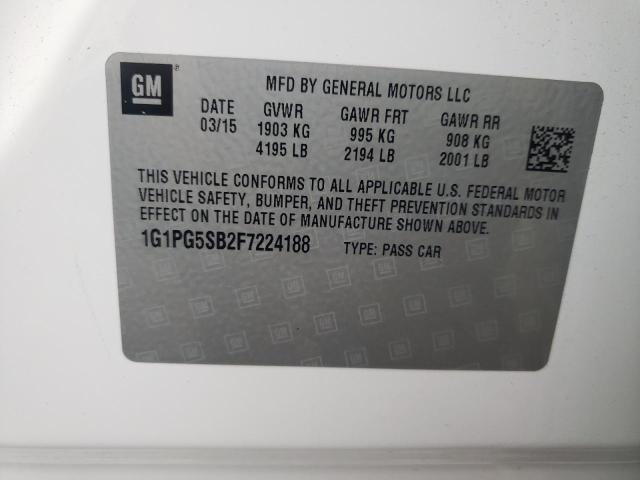 GM ® MFD BY GENERAL MOTORS LLC
DATE GVWR GAWR FRT GAWR RR
03/15 1903 KG 995 KG 908 KG
4195 LB 2194 LB 2001 LB
THIS VEHICLE CONFORMS TO ALL APPLICABLE U.S. FEDERAL MOTOR
VEHICLE SAFETY, BUMPER, AND THEFT PREVENTION STANDARDS IN
EFFECT ON THE DATE OF MANUFACTURE SHOWN ABOVE.
1G1PG5SB2F7224188 TYPE: PASS CAR